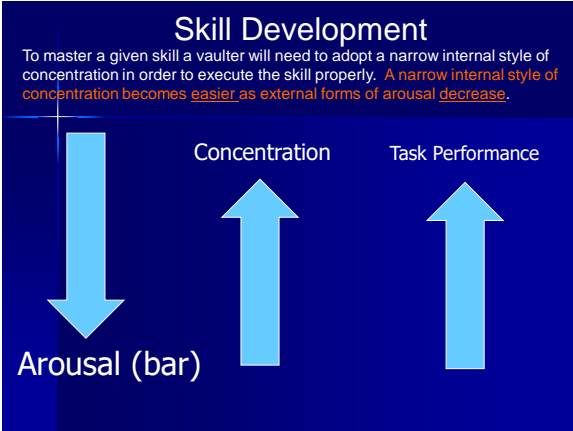 Skill Development
To master a given skill a vaulter will need to adopt a narrow internal style of
concentration in order to execute the skill properly.  A narrow internal style of
concentration becomes easier as external forms of arousal decrease.
Concentration
Task Performance
Arousal (bar)